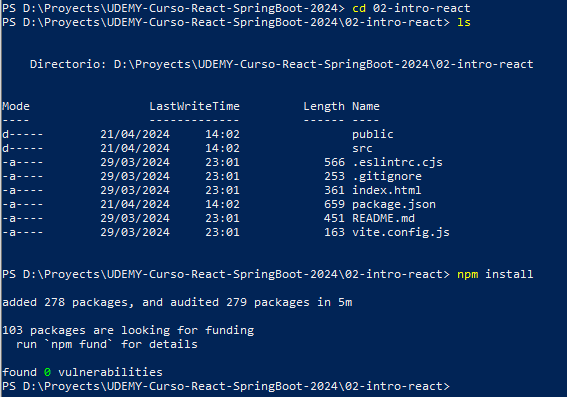 PS D:\Proyects\UDEMY-Curso-React-SpringBoot-2024> cd 02-intro-react
PS D:\Proyects\UDEMY-Curso-React-SpringBoot-2024\02-intro-react> ls
Directorio: D:\Proyects\UDEMY-Curso-React-SpringBoot-2024\02-intro-react
Mode                 LastWriteTime         Length Name
----                 -------------         ------ ----
d-----        21/04/2024     14:02                public
d-----        21/04/2024     14:02                src
-a----        29/03/2024     23:01            566 .eslintrc.cjs
-a----        29/03/2024     23:01            253 .gitignore
-a----        29/03/2024     23:01            361 index.html
-a----        21/04/2024     14:02            659 package.json
-a----        29/03/2024     23:01            451 README.md
-a----        29/03/2024     23:01            163 vite.config.js
PS D:\Proyects\UDEMY-Curso-React-SpringBoot-2024\02-intro-react> npm install
added 278 packages, and audited 279 packages in 5m
103 packages are looking for funding
  run `npm fund` for details
found 0 vulnerabilities
PS D:\Proyects\UDEMY-Curso-React-SpringBoot-2024\02-intro-react>